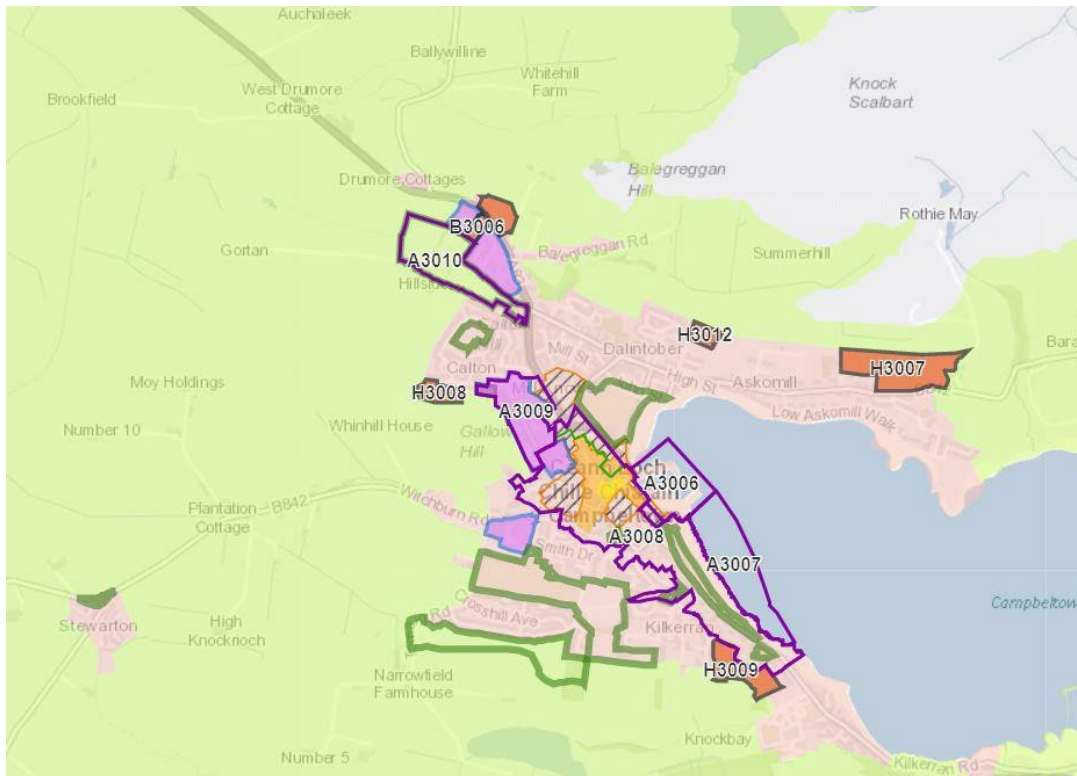 Auchaleek
Ballywilline
Whitehill
Farm
West Drumore
Cottage
Brookfield
Knock
Scalbart
Drumore Cottages
Balegreggan
Hill
Rothie May
B3006
Gortan
A3010
Balegreggan Rd
Summerhill
Hillside
H3012
Mill St
Dalintober
Calton
H3007
Moy Holdings
H3008
High St
Askomill
A3009
Low Askomill Walk
Number 10
Whinhill House
Gallow
Hill
A3006
Witchburn Rd
B842
Plantation
Cottage
A3008
Smith Dr
A3007
Stewarton
High
Knockrioch
Crosshill Ave
Rd
Kilkerran
Narrowfield
Farmhouse
H3009
Knockbay
Number 5
Kilkerran Rd